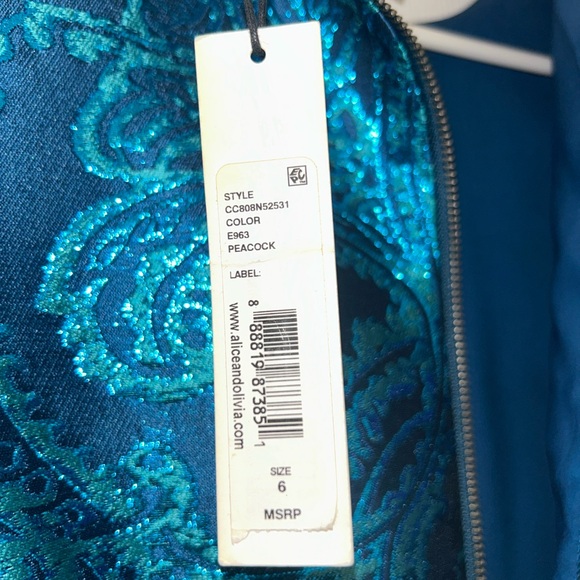 STYLE
CC808N52531
COLOR
E963
PEACOCK
LABEL:
8 88819 87385 1
www.aliceandolivia.com
SIZE
6
MSRP